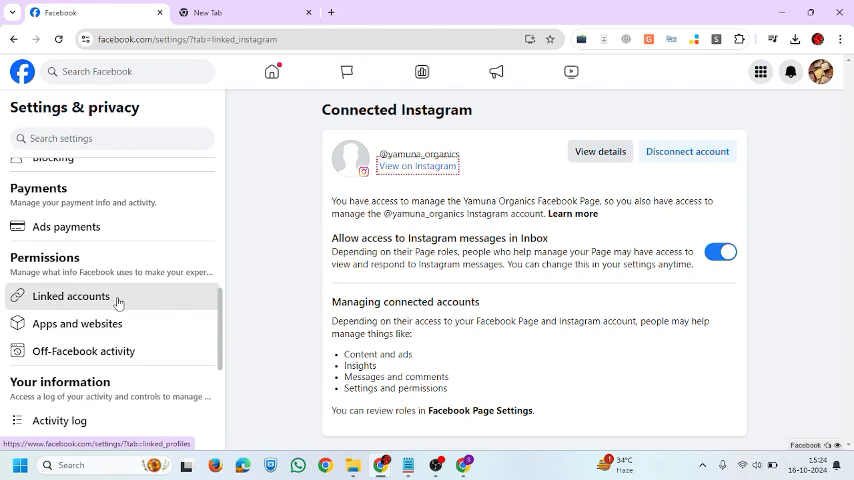 Facebook
New Tab
facebook.com/settings/?tab=linked_instagram
Search Facebook
Settings & privacy
Search settings
Blocking
Payments
Manage your payment info and activity.
Ads payments
Permissions
Manage what info Facebook uses to make your exper...
Linked accounts
Apps and websites
Off-Facebook activity
Your information
Access a log of your activity and controls to manage ...
Activity log
https://www.facebook.com/settings/?tab=linked_profiles
Connected Instagram
@yamuna_organics
View on Instagram
View details
Disconnect account
You have access to manage the Yamuna Organics Facebook Page, so you also have access to
manage the @yamuna_organics Instagram account. Learn more
Allow access to Instagram messages in Inbox
Depending on their Page roles, people who help manage your Page may have access to
view and respond to Instagram messages. You can change this in your settings anytime.
Managing connected accounts
Depending on their access to your Facebook Page and Instagram account, people may help
manage things like:
• Content and ads
• Insights
• Messages and comments
• Settings and permissions
You can review roles in Facebook Page Settings.
Facebook
Search
34°C
Haze
15:24
16-10-2024